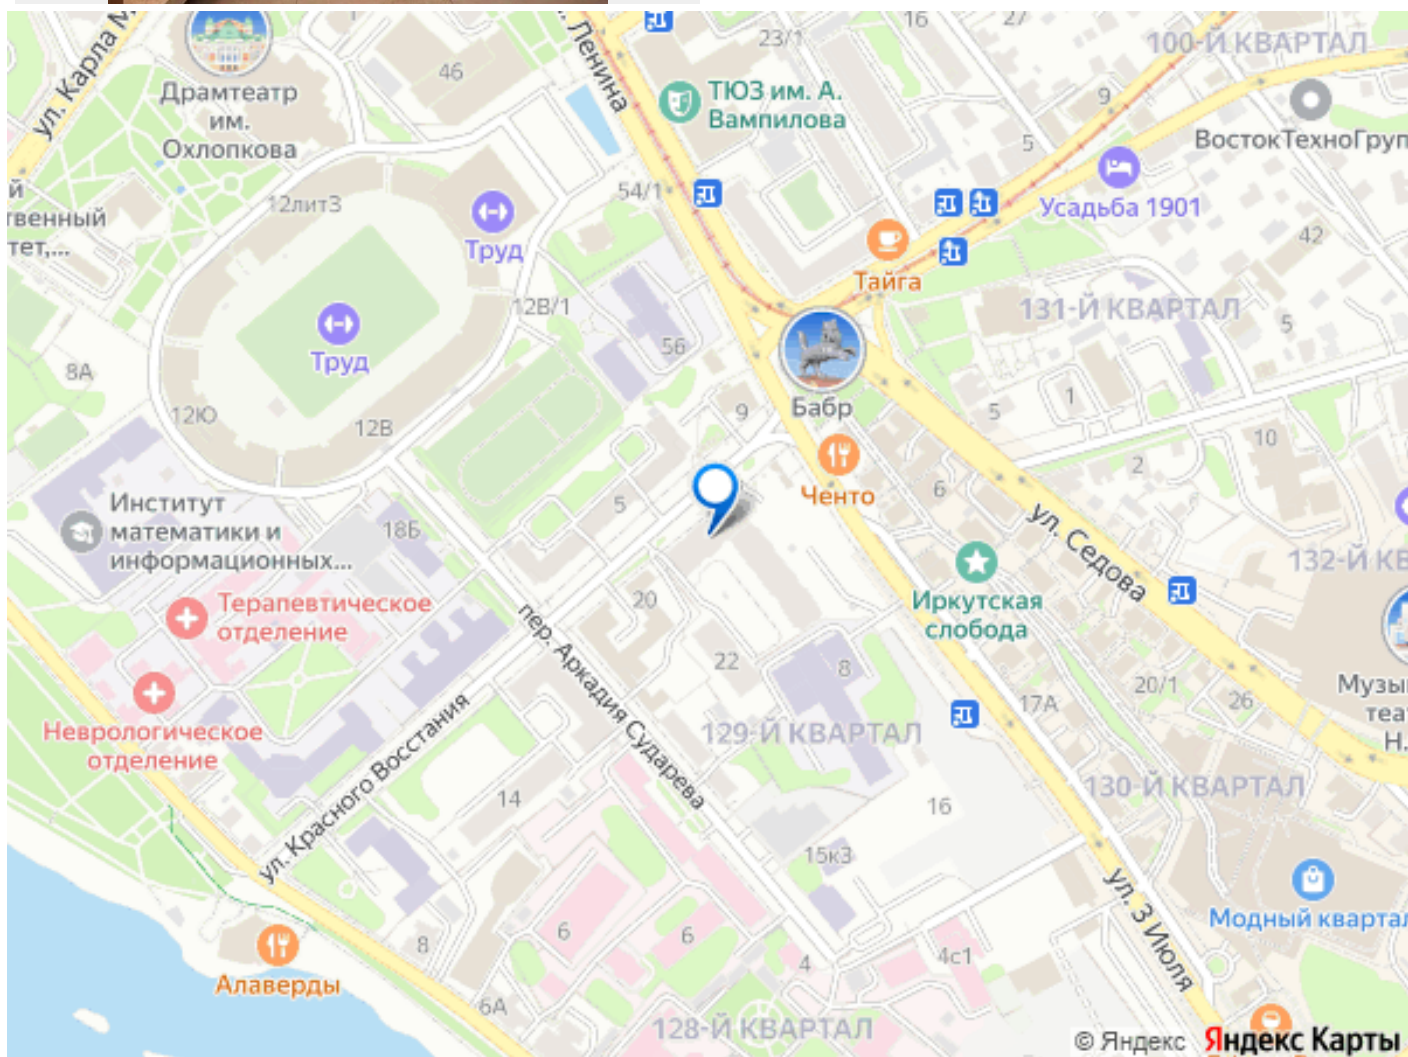 ул. Карла М
Драмтеатр
им.
Охлопкова
46
л. Ленина
23/1
ТЮЗ им. А.
Вампилова
16
27
100-Й КВАРТАЛ
9
5
ВостокТехноГруп
Усадьба 1901
42
й
твенный
тет,...
12лит3
Труд
54/1
Тайга
131-Й КВАРТАЛ
5
12В/1
Труд
56
8А
12Ю
12В
9
Бабр
5
1
10
2
Ченто
6
Институт
математики и
информационных...
18Б
5
ул. Седова
132-Й КВ
Терапевтическое
отделение
20
пер. Аркадия Сударева
Иркутская
слобода
22
8
17А
20/1
26
Музы
теа
Н.
Неврологическое
отделение
129-Й КВАРТАЛ
130-Й КВАРТАЛ
ул. Красного Восстания
14
16
15к3
ул. 3 Июля
Модный квартал
8
6
6
4
4с1
Алаверды
6А
128-Й КВАРТАЛ
© Яндекс Яндекс Карты